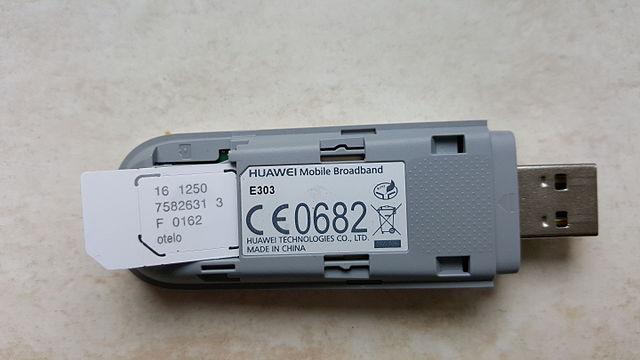 16 1250
7582631 3
F 0162
otelo
HUAWEI Mobile Broadband
E303
CE0682
HUAWEI TECHNOLOGIES CO., LTD.
MADE IN CHINA